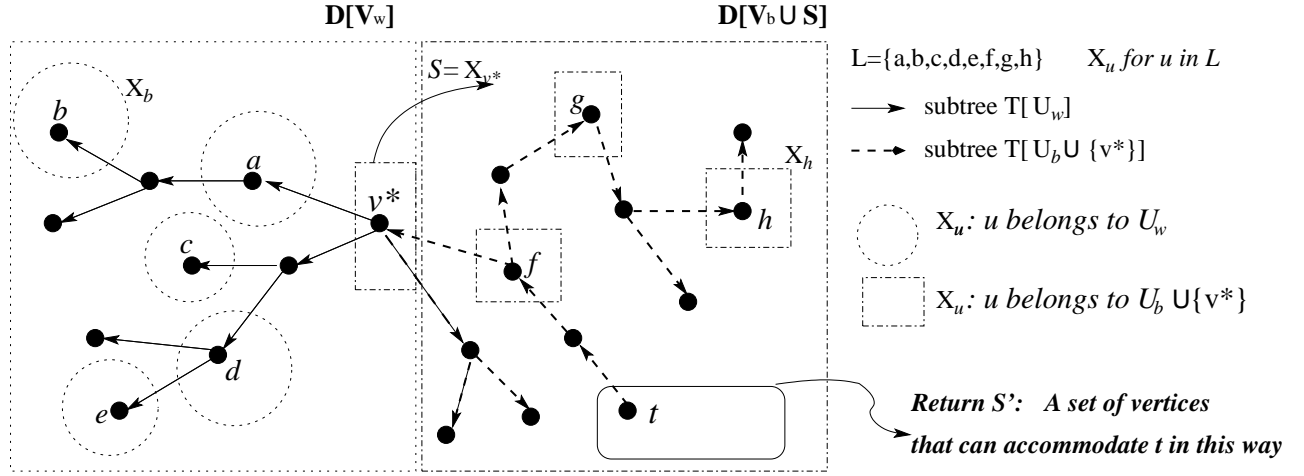 D[Vw]
D[Vb ∪ S]
Xb
b
a
v*
c
d
e
S= Xv*
g
Xh
h
f
t
L={a,b,c,d,e,f,g,h} Xu for u in L
subtree T[ Uw]
subtree T[ Ub ∪ {v*}]
Xu: u belongs to Uw
Xu: u belongs to Ub ∪{v*}
Return S': A set of vertices
that can accommodate t in this way